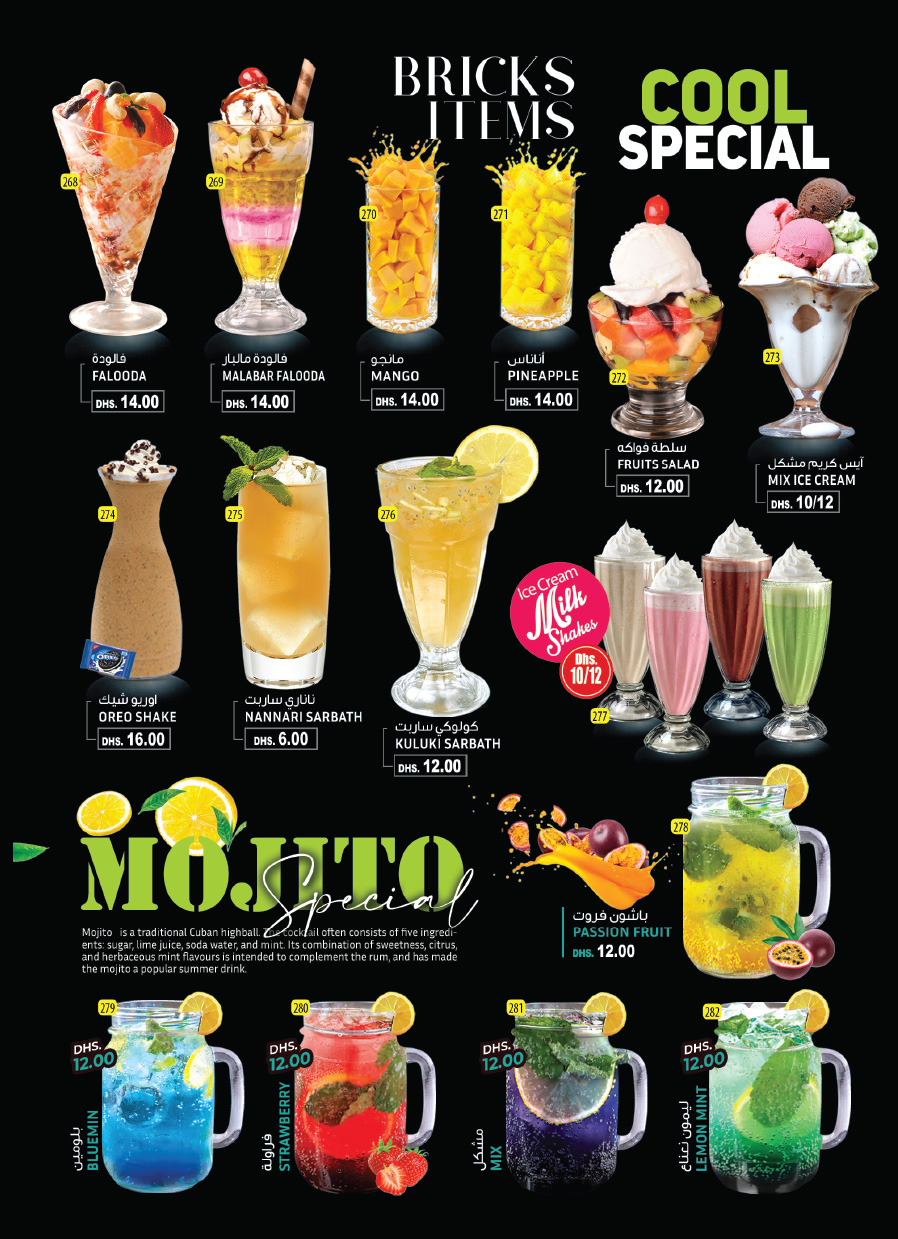 BRICKS
ITEMS
COOL
SPECIAL
268
فالودة
FALOODA
DHS. 14.00
269
فالودة مالبار
MALABAR FALOODA
DHS. 14.00
270
مانجو
MANGO
DHS. 14.00
271
أناناس
PINEAPPLE
DHS. 14.00
272
سلطة فواكه
FRUITS SALAD
DHS. 12.00
273
آيس كريم مشكل
MIX ICE CREAM
DHS. 10/12
274
OREO
اوريو شيك
OREO SHAKE
DHS. 16.00
275
ناناري ساربت
NANNARI SARBATH
DHS. 6.00
276
كولوكي ساربت
KULUKI SARBATH
DHS. 12.00
Ice Cream
Milk
Shakes
Dhs.
10/12
277
MOJITO
Special
Mojito is a traditional Cuban highball. The cocktail often consists of five ingredi-
ents: sugar, lime juice, soda water, and mint. Its combination of sweetness, citrus,
and herbaceous mint flavours is intended to complement the rum, and has made
the mojito a popular summer drink.
278
باشون فروت
PASSION FRUIT
DHS. 12.00
279
DHS.
12.00
بلومين
BLUEMIN
280
DHS.
12.00
فراولة
STRAWBERRY
281
DHS.
12.00
مشكل
MIX
282
DHS.
12.00
ليمون نعناع
LEMON MINT